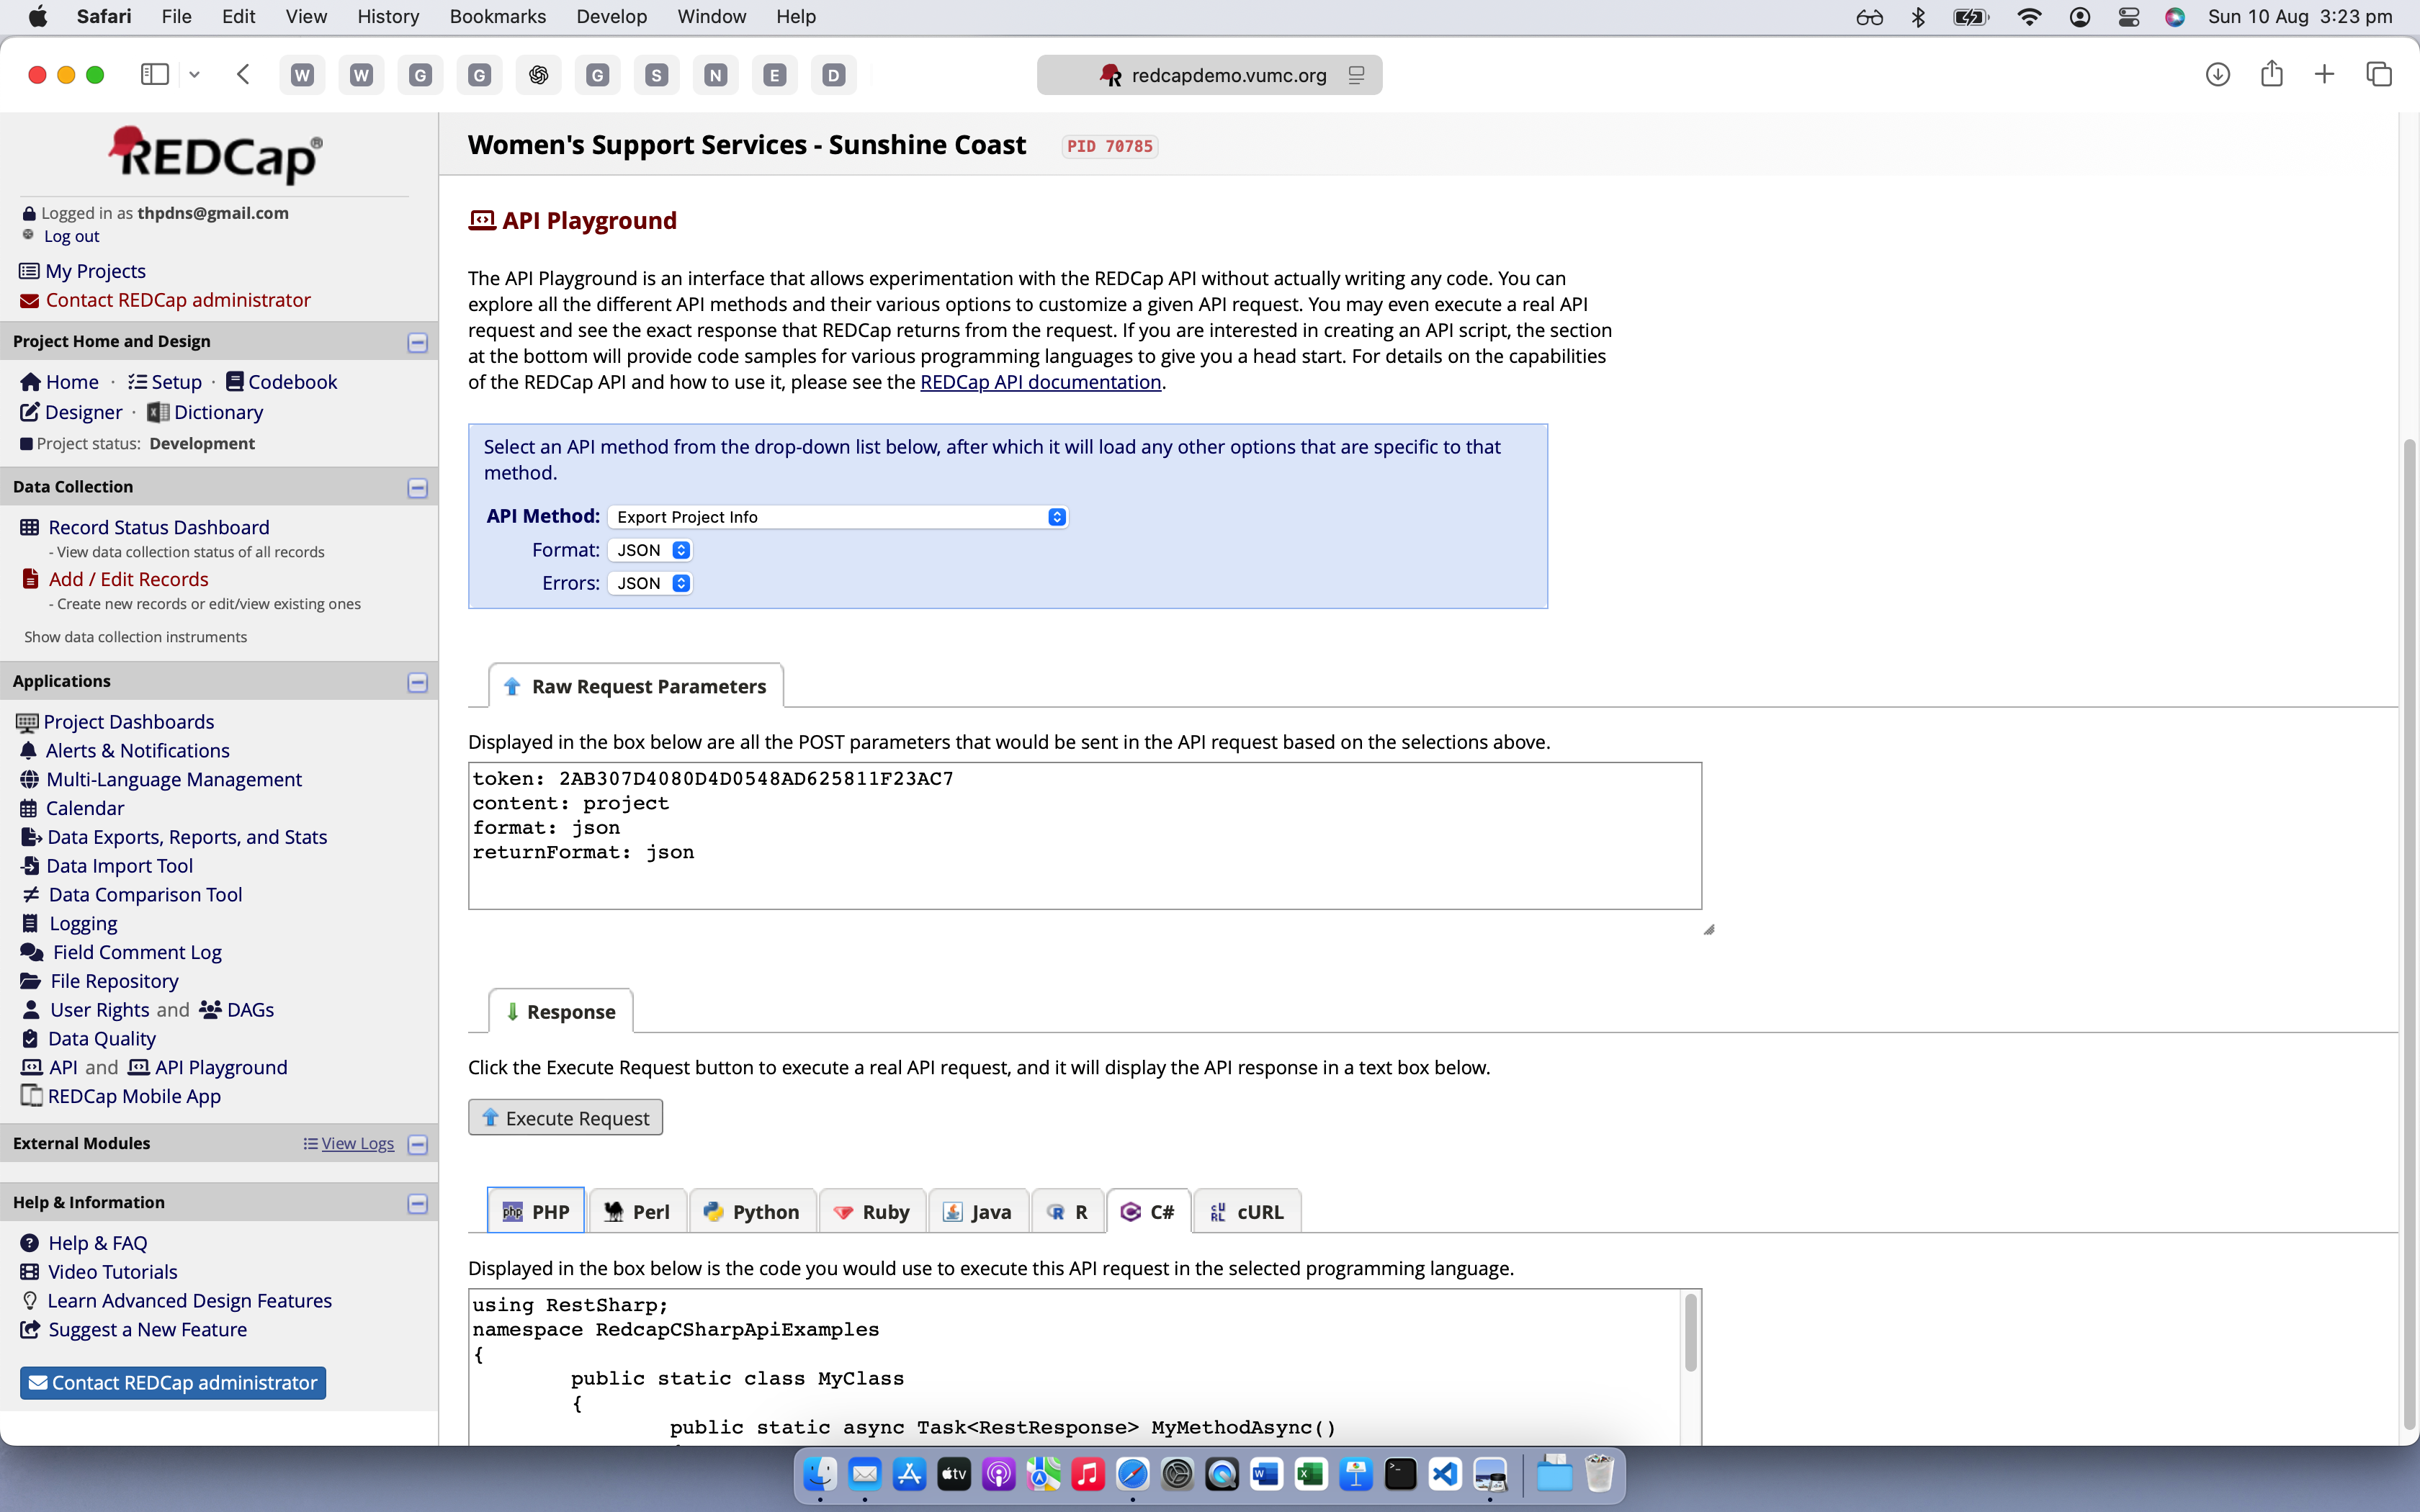 Safari File Edit View History Bookmarks Develop Window Help Sun 10 Aug 3:23 pm
W W G G G S N E D redcapdemo.vumc.org
REDCap®
Logged in as thpdns@gmail.com
Log out
My Projects
Contact REDCap administrator
Project Home and Design
Home · Setup · Codebook
Designer · Dictionary
Project status: Development
Data Collection
Record Status Dashboard
- View data collection status of all records
Add / Edit Records
- Create new records or edit/view existing ones
Show data collection instruments
Applications
Project Dashboards
Alerts & Notifications
Multi-Language Management
Calendar
Data Exports, Reports, and Stats
Data Import Tool
Data Comparison Tool
Logging
Field Comment Log
File Repository
User Rights and DAGs
Data Quality
API and API Playground
REDCap Mobile App
External Modules View Logs
Help & Information
Help & FAQ
Video Tutorials
Learn Advanced Design Features
Suggest a New Feature
Contact REDCap administrator
Women's Support Services - Sunshine Coast PID 70785
API Playground
The API Playground is an interface that allows experimentation with the REDCap API without actually writing any code. You can
explore all the different API methods and their various options to customize a given API request. You may even execute a real API
request and see the exact response that REDCap returns from the request. If you are interested in creating an API script, the section
at the bottom will provide code samples for various programming languages to give you a head start. For details on the capabilities
of the REDCap API and how to use it, please see the REDCap API documentation.
Select an API method from the drop-down list below, after which it will load any other options that are specific to that
method.
API Method: Export Project Info
Format: JSON
Errors: JSON
Raw Request Parameters
Displayed in the box below are all the POST parameters that would be sent in the API request based on the selections above.
token: 2AB307D4080D4D0548AD625811F23AC7
content: project
format: json
returnFormat: json
Response
Click the Execute Request button to execute a real API request, and it will display the API response in a text box below.
Execute Request
php PHP Perl Python Ruby Java R C# cURL
Displayed in the box below is the code you would use to execute this API request in the selected programming language.
using RestSharp;
namespace RedcapCSharpApiExamples
{
public static class MyClass
{
public static async Task<RestResponse> MyMethodAsync()
tv